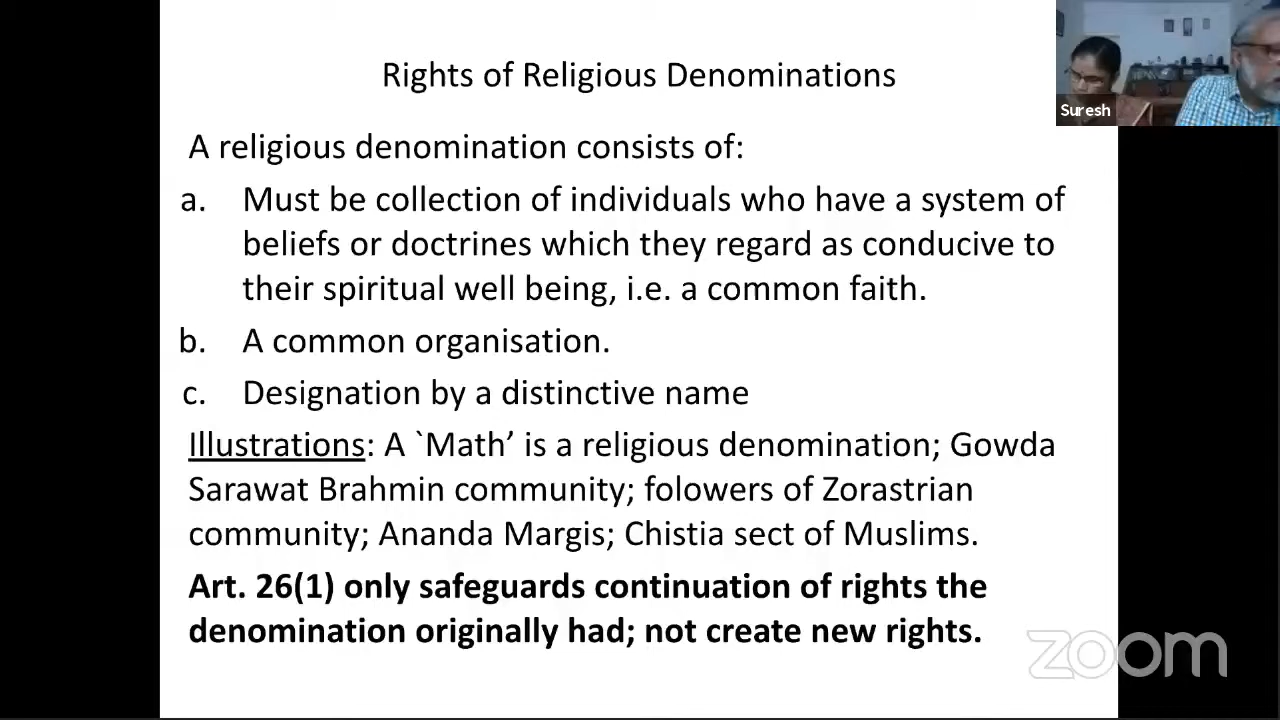 Rights of Religious Denominations
Suresh
A religious denomination consists of:
a. Must be collection of individuals who have a system of
beliefs or doctrines which they regard as conducive to
their spiritual well being, i.e. a common faith.
b. A common organisation.
c. Designation by a distinctive name
Illustrations: A `Math’ is a religious denomination; Gowda
Sarawat Brahmin community; folowers of Zorastrian
community; Ananda Margis; Chistia sect of Muslims.
Art. 26(1) only safeguards continuation of rights the
denomination originally had; not create new rights.
zoom